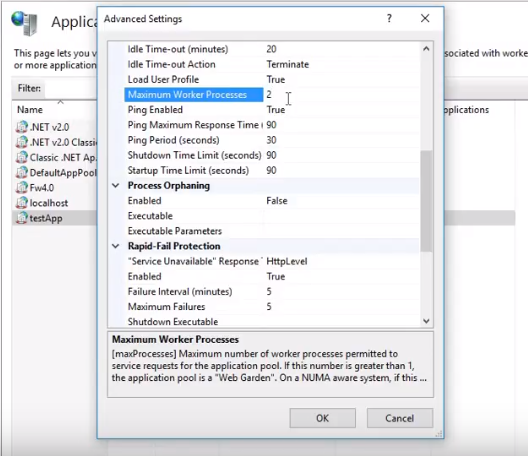 Advanced Settings
?
Applica
This page lets you v
sociated with worke
or more application
Filter:
Name
plications
.NET v2.0
.NET v2.0 Classi
Classic .NET Ap
DefaultAppPool
Fw4.0
localhost
testApp
Idle Time-out (minutes) 20
Idle Time-out Action Terminate
Load User Profile True
Maximum Worker Processes 2
Ping Enabled True
Ping Maximum Response Time ( 90
Ping Period (seconds) 30
Shutdown Time Limit (seconds) 90
Startup Time Limit (seconds) 90
Process Orphaning
Enabled False
Executable
Executable Parameters
Rapid-Fail Protection
"Service Unavailable" Response HttpLevel
Enabled True
Failure Interval (minutes) 5
Maximum Failures 5
Shutdown Executable
Maximum Worker Processes
[maxProcesses] Maximum number of worker processes permitted to
service requests for the application pool. If this number is greater than 1,
the application pool is a "Web Garden". On a NUMA aware system, if this ...
OK
Cancel